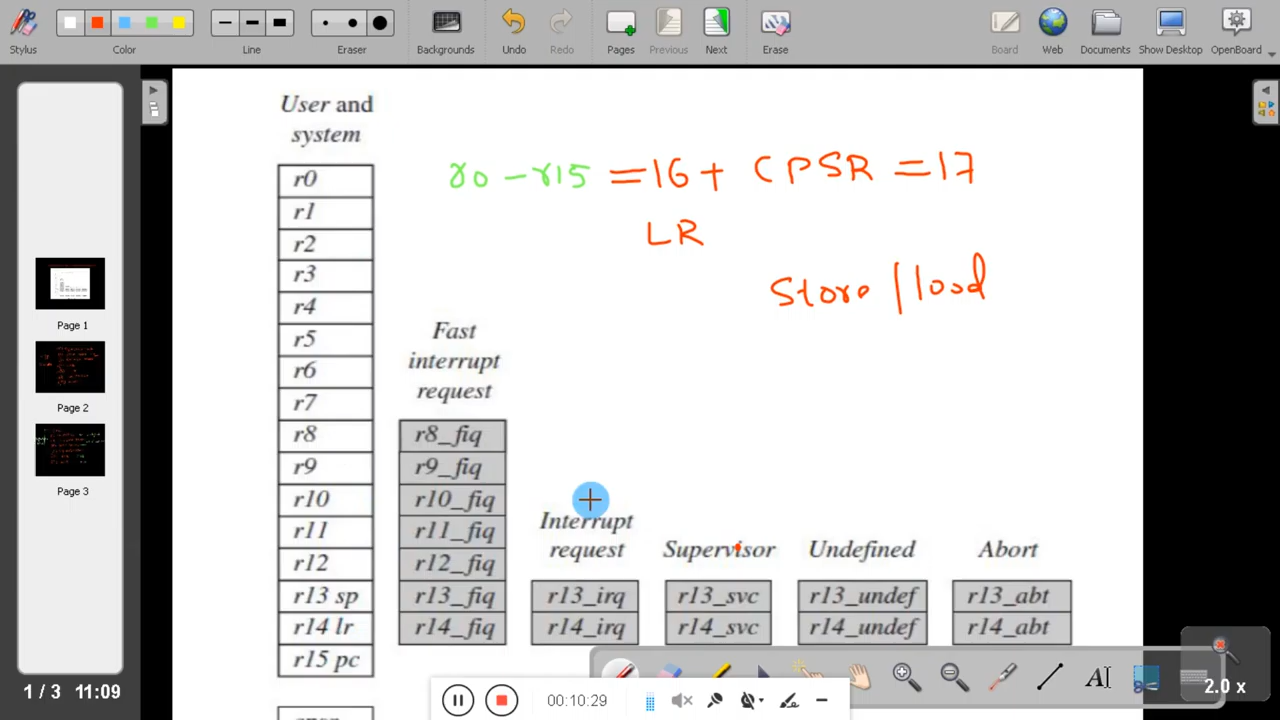 Stylus
Color
Line
Eraser
Backgrounds
Undo
Redo
Pages
Previous
Next
Erase
Board
Web
Documents
Show Desktop
OpenBoard
Page 1
Page 2
Page 3
1 / 3
11:09
User and
system
r0
r1
r2
r3
r4
r5
r6
r7
r8
r9
r10
r11
r12
r13 sp
r14 lr
r15 pc
r0 - r15 = 16 + CPSR = 17
LR
Store / load
Fast
interrupt
request
r8_fiq
r9_fiq
r10_fiq
r11_fiq
r12_fiq
r13_fiq
r14_fiq
Interrupt
request
r13_irq
r14_irq
Supervisor
r13_svc
r14_svc
Undefined
r13_undef
r14_undef
Abort
r13_abt
r14_abt
00:10:29
2.0 x